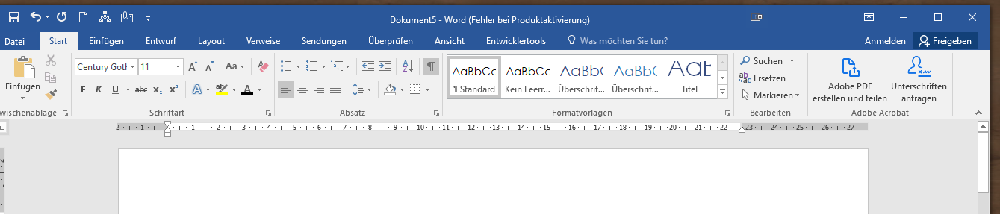 Dokument5 - Word (Fehler bei Produktaktivierung)
Datei Start Einfügen Entwurf Layout Verweise Sendungen Überprüfen Ansicht Entwicklertools Was möchten Sie tun? Anmelden Freigeben
Einfügen
Century Gotl 11 Aa
F K U abc x₂ x² A ab A
AaBbCc AaBbCc AaBb( AaBb( Aab
¶ Standard Kein Leerr... Überschrif... Überschrif... Titel
Suchen
Ersetzen
Markieren
Adobe PDF
erstellen und teilen
Unterschriften
anfragen
wischenablage Schriftart Absatz Formatvorlagen Bearbeiten Adobe Acrobat
2 1 1 2 3 4 5 6 7 8 9 10 11 12 13 14 15 16 17 18 19 20 21 22 23 24 25 26 27